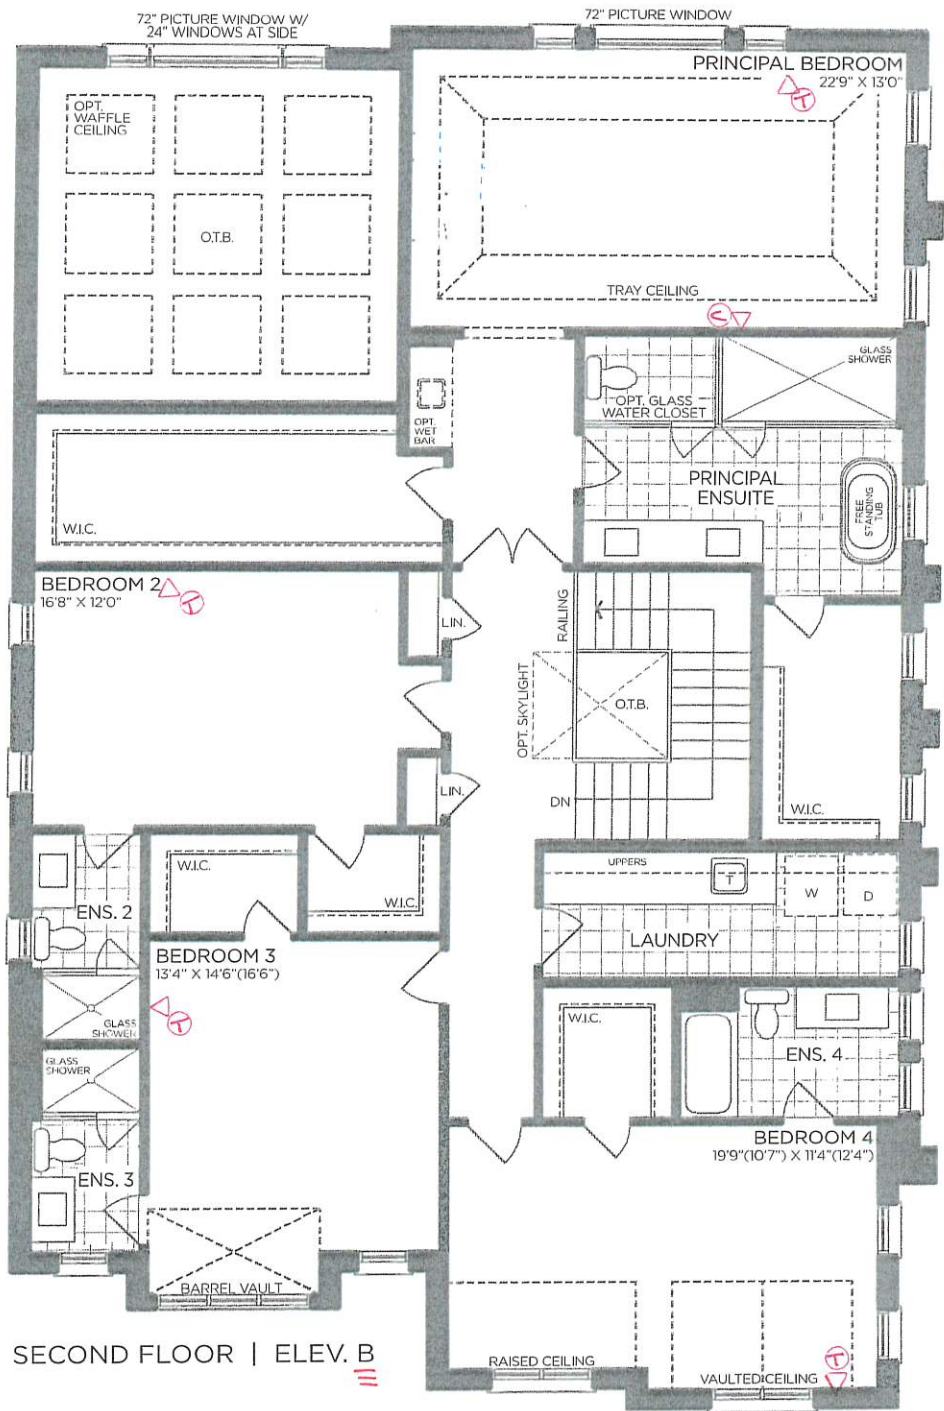 72" PICTURE WINDOW W/
24" WINDOWS AT SIDE
72" PICTURE WINDOW
PRINCIPAL BEDROOM
22'9" X 13'0"
T
OPT.
WAFFLE
CEILING
O.T.B.
TRAY CEILING
GLASS
SHOWER
OPT. GLASS
WATER CLOSET
OPT.
WET
BAR
PRINCIPAL
ENSUITE
FREE
STANDING
TUB
W.I.C.
BEDROOM 2
16'8" X 12'0"
T
LIN.
RAILING
OPT. SKYLIGHT
O.T.B.
LIN.
DN
W.I.C.
W.I.C.
W.I.C.
UPPERS
T
W
D
ENS. 2
LAUNDRY
BEDROOM 3
13'4" X 14'6"(16'6")
T
GLASS
SHOWER
W.I.C.
GLASS
SHOWER
ENS. 4
ENS. 3
BEDROOM 4
19'9"(10'7") X 11'4"(12'4")
BARREL VAULT
SECOND FLOOR | ELEV. B
RAISED CEILING
T
VAULTED CEILING